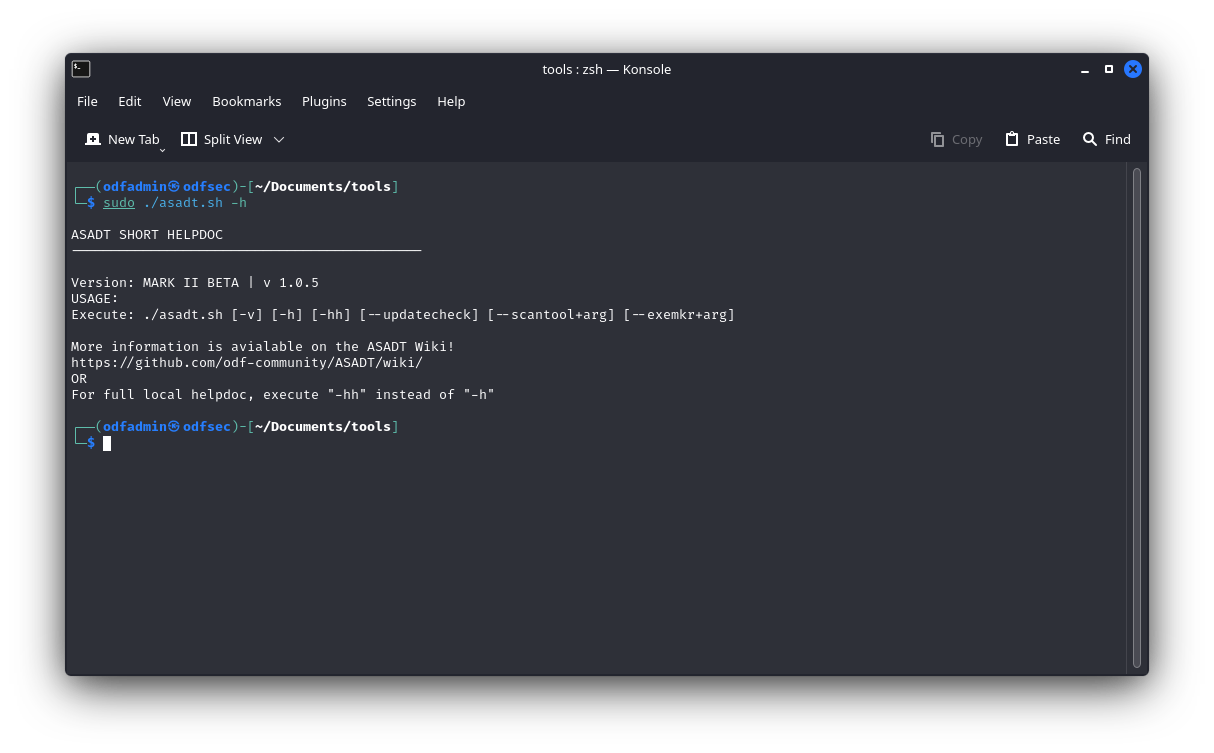 tools : zsh — Konsole
File Edit View Bookmarks Plugins Settings Help
New Tab Split View Copy Paste Find
┌──(odfadmin㉿odfsec)-[~/Documents/tools]
└─$ sudo ./asadt.sh -h
ASADT SHORT HELPDOC
Version: MARK II BETA | v 1.0.5
USAGE:
Execute: ./asadt.sh [-v] [-h] [-hh] [--updatecheck] [--scantool+arg] [--exemkr+arg]
More information is avialable on the ASADT Wiki!
https://github.com/odf-community/ASADT/wiki/
OR
For full local helpdoc, execute "-hh" instead of "-h"
┌──(odfadmin㉿odfsec)-[~/Documents/tools]
└─$